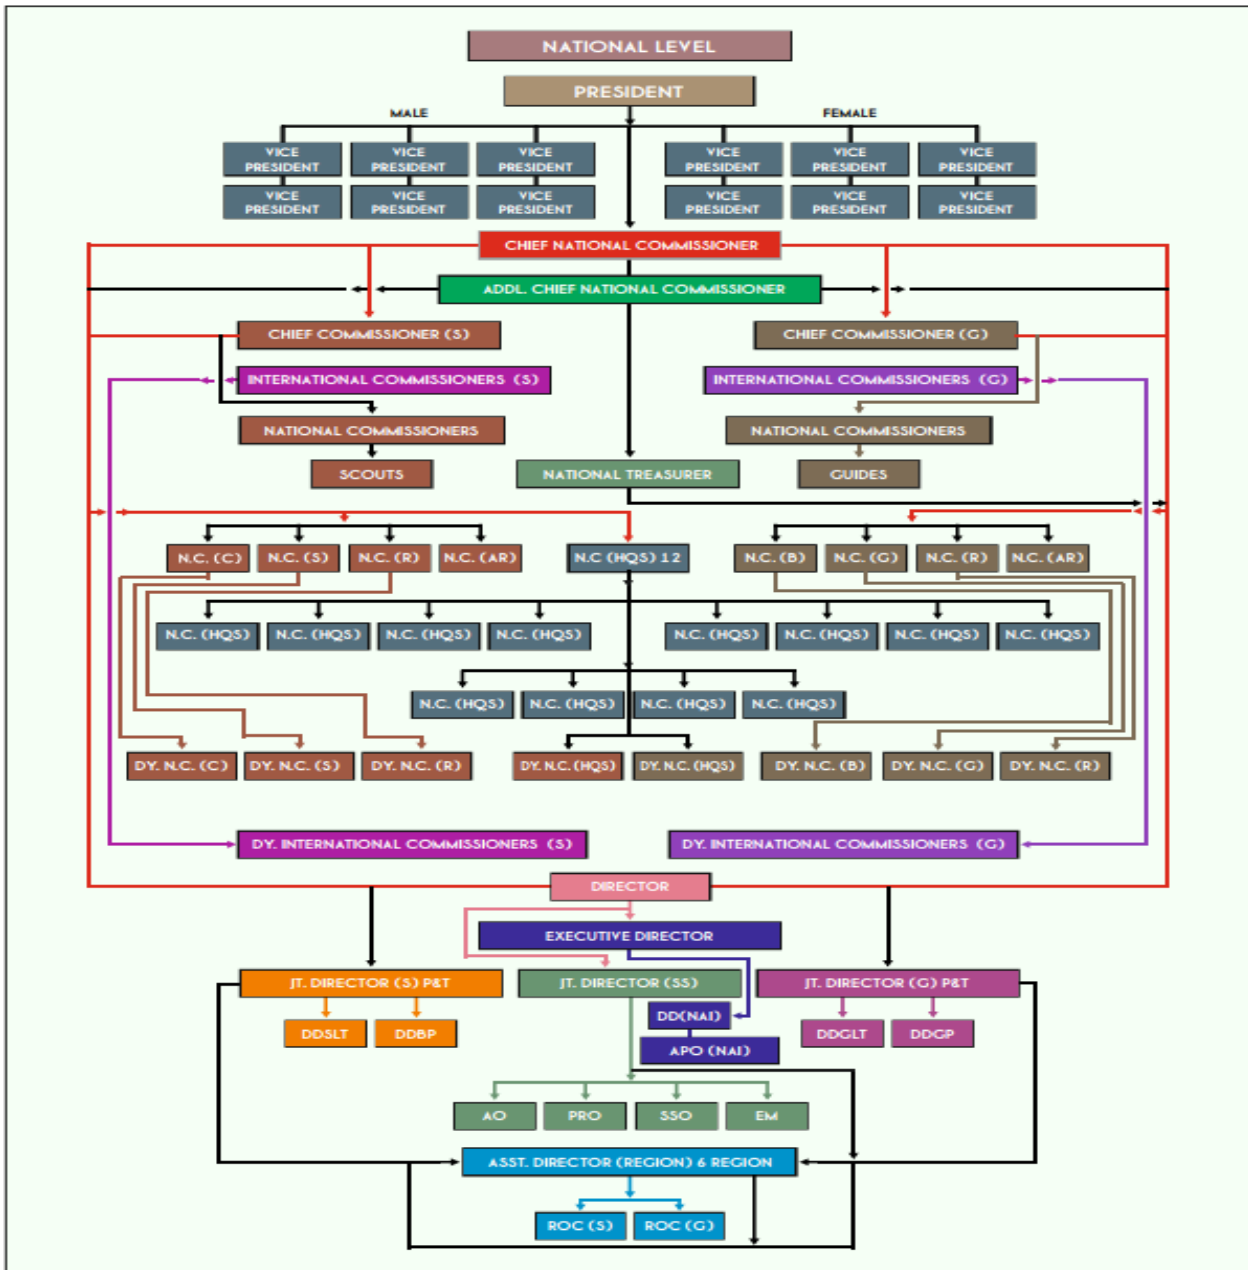 NATIONAL LEVEL
PRESIDENT
MALE
FEMALE
VICE PRESIDENT
VICE PRESIDENT
VICE PRESIDENT
VICE PRESIDENT
VICE PRESIDENT
VICE PRESIDENT
VICE PRESIDENT
VICE PRESIDENT
VICE PRESIDENT
VICE PRESIDENT
VICE PRESIDENT
VICE PRESIDENT
CHIEF NATIONAL COMMISSIONER
ADDL. CHIEF NATIONAL COMMISSIONER
CHIEF COMMISSIONER (S)
CHIEF COMMISSIONER (G)
INTERNATIONAL COMMISSIONERS (S)
INTERNATIONAL COMMISSIONERS (G)
NATIONAL COMMISSIONERS
NATIONAL COMMISSIONERS
SCOUTS
NATIONAL TREASURER
GUIDES
N.C. (C)
N.C. (S)
N.C. (R)
N.C. (AR)
N.C (HQS) 12
N.C. (B)
N.C. (G)
N.C. (R)
N.C. (AR)
N.C. (HQS)
N.C. (HQS)
N.C. (HQS)
N.C. (HQS)
N.C. (HQS)
N.C. (HQS)
N.C. (HQS)
N.C. (HQS)
N.C. (HQS)
N.C. (HQS)
N.C. (HQS)
N.C. (HQS)
DY. N.C. (C)
DY. N.C. (S)
DY. N.C. (R)
DY. N.C. (HQS)
DY. N.C. (HQS)
DY. N.C. (B)
DY. N.C. (G)
DY. N.C. (R)
DY. INTERNATIONAL COMMISSIONERS (S)
DY. INTERNATIONAL COMMISSIONERS (G)
DIRECTOR
EXECUTIVE DIRECTOR
JT. DIRECTOR (S) P&T
JT. DIRECTOR (SS)
JT. DIRECTOR (G) P&T
DD(NAI)
DDSLT
DDBP
DDGLT
DDGP
APO (NAI)
AO
PRO
SSO
EM
ASST. DIRECTOR (REGION) 6 REGION
ROC (S)
ROC (G)